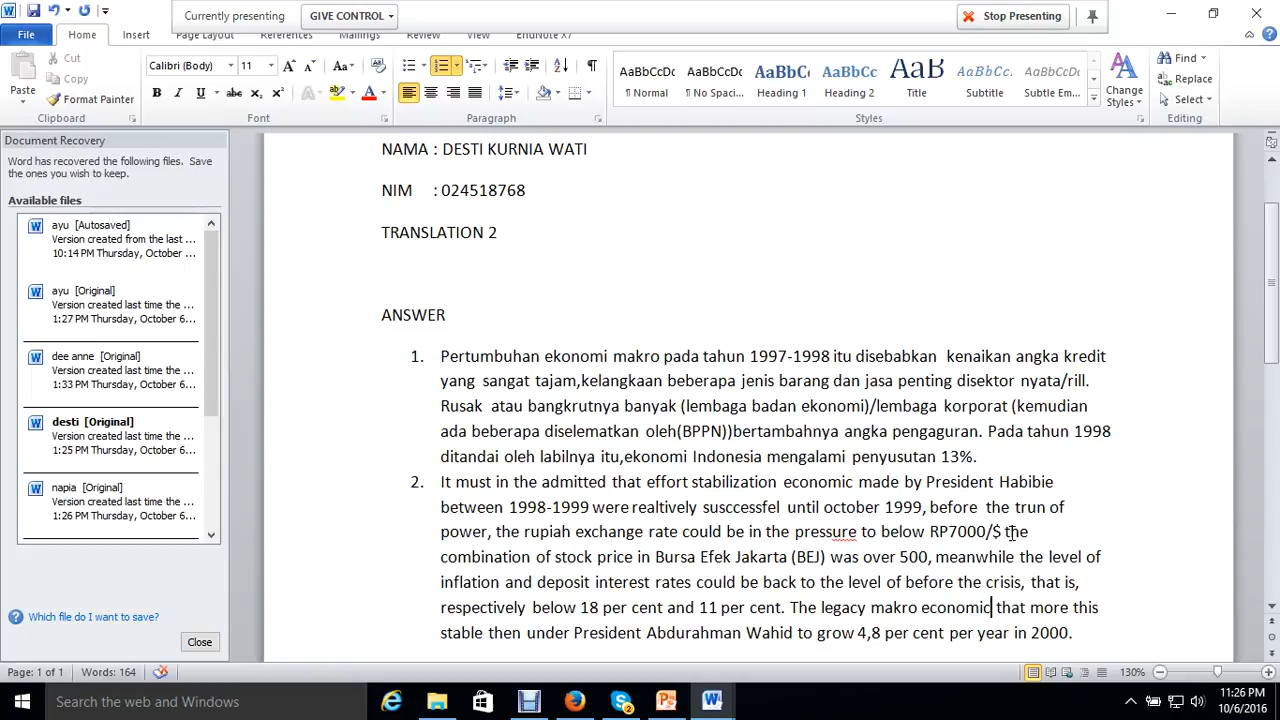 Currently presenting GIVE CONTROL Stop Presenting
File Home Insert Page Layout References Mailings Review View EndNote X7
Paste Cut Copy Format Painter
Calibri (Body) 11
AaBbCcDc AaBbCcDc AaBbC AaBbCc AaB AaBbCcD AaBbCcDc
¶ Normal ¶ No Spaci... Heading 1 Heading 2 Title Subtitle Subtle Em...
Change Styles
Find
Replace
Select
Clipboard Font Paragraph Styles Editing
Document Recovery
Word has recovered the following files. Save
the ones you wish to keep.
Available files
ayu [Autosaved]
Version created from the last ...
10:14 PM Thursday, October ...
ayu [Original]
Version created last time the ...
1:27 PM Thursday, October 6...
dee anne [Original]
Version created last time the ...
1:33 PM Thursday, October 6...
desti [Original]
Version created last time the ...
1:25 PM Thursday, October 6...
napia [Original]
Version created last time the ...
1:26 PM Thursday, October 6...
Which file do I want to save?
Close
NAMA : DESTI KURNIA WATI
NIM : 024518768
TRANSLATION 2
ANSWER
1. Pertumbuhan ekonomi makro pada tahun 1997-1998 itu disebabkan kenaikan angka kredit
yang sangat tajam,kelangkaan beberapa jenis barang dan jasa penting disektor nyata/rill.
Rusak atau bangkrutnya banyak (lembaga badan ekonomi)/lembaga korporat (kemudian
ada beberapa diselematkan oleh(BPPN))bertambahnya angka pengaguran. Pada tahun 1998
ditandai oleh labilnya itu,ekonomi Indonesia mengalami penyusutan 13%.
2. It must in the admitted that effort stabilization economic made by President Habibie
between 1998-1999 were realtively susccessfel until october 1999, before the trun of
power, the rupiah exchange rate could be in the pressure to below RP7000/$ the
combination of stock price in Bursa Efek Jakarta (BEJ) was over 500, meanwhile the level of
inflation and deposit interest rates could be back to the level of before the crisis, that is,
respectively below 18 per cent and 11 per cent. The legacy makro economic that more this
stable then under President Abdurahman Wahid to grow 4,8 per cent per year in 2000.
Page: 1 of 1 Words: 164 130%
Search the web and Windows
11:26 PM
10/6/2016